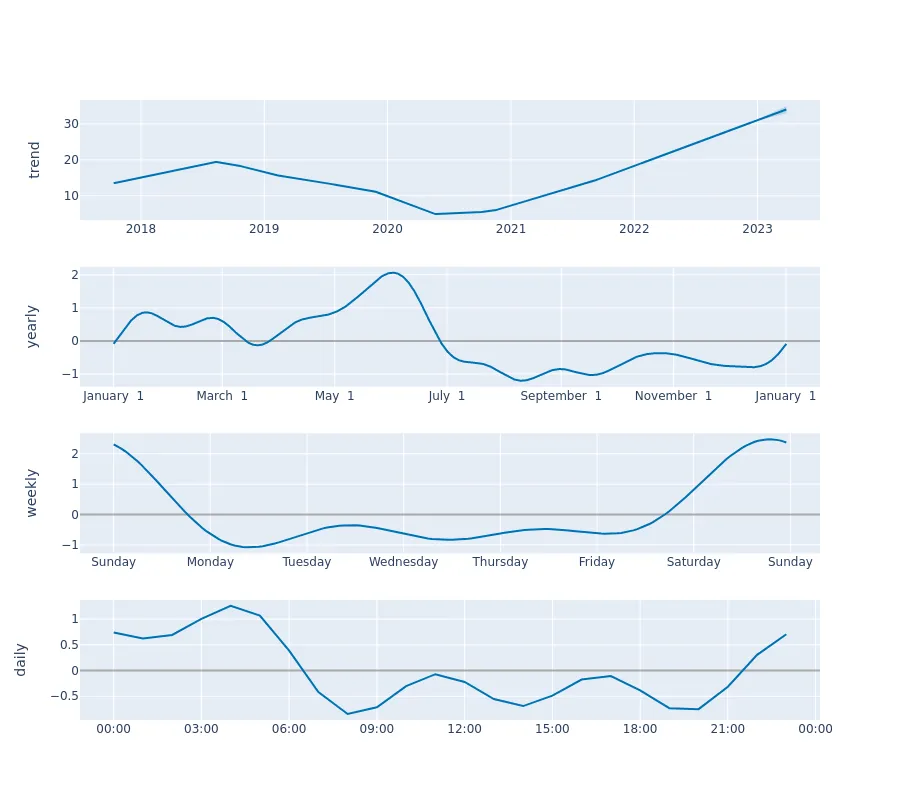 trend
30
20
10
2018 2019 2020 2021 2022 2023
yearly
2
1
0
−1
January 1 March 1 May 1 July 1 September 1 November 1 January 1
weekly
2
1
0
−1
Sunday Monday Tuesday Wednesday Thursday Friday Saturday Sunday
daily
1
0.5
0
−0.5
00:00 03:00 06:00 09:00 12:00 15:00 18:00 21:00 00:00